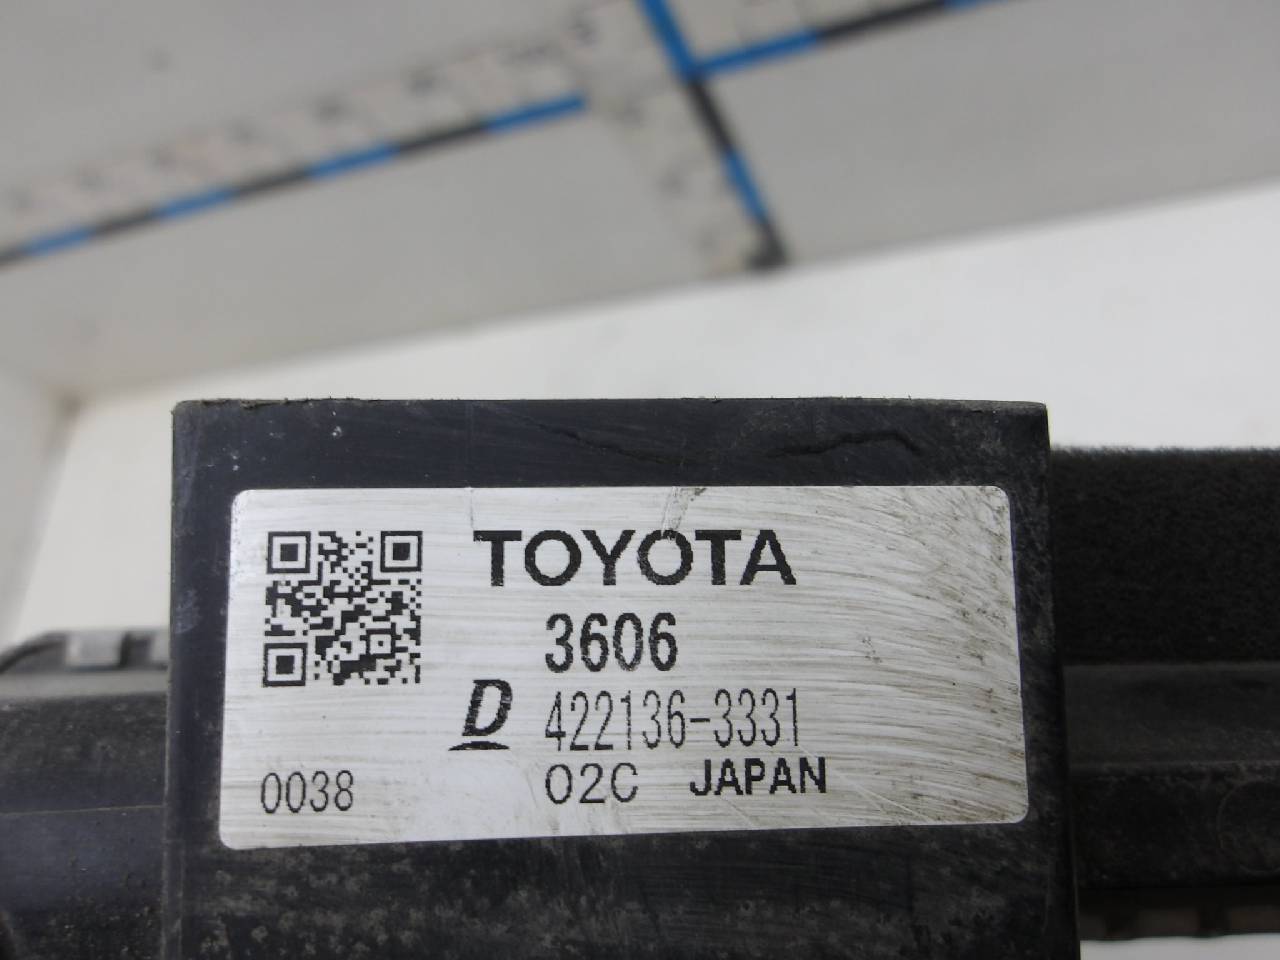 TOYOTA
3606
D 422136-3331
0038 02C JAPAN